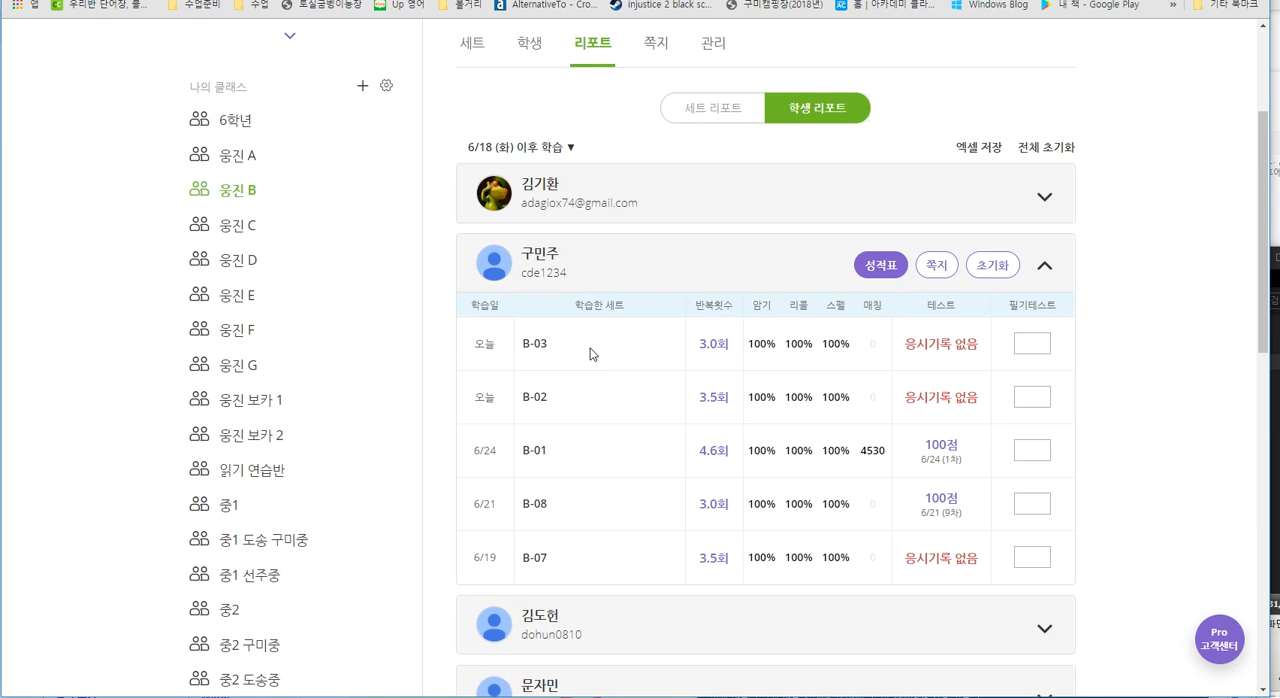 앱 우리반 단어장, 클... 수업준비 수업 토실궁뱅이농장 Up 영어 볼거리 AlternativeTo - Cro... injustice 2 black sc... 구미캠핑장(2018년) 홈 | 아카데미 클라... Windows Blog 내 책 - Google Play » 기타 북마크
세트 학생 리포트 쪽지 관리
나의 클래스
6학년
웅진 A
웅진 B
웅진 C
웅진 D
웅진 E
웅진 F
웅진 G
웅진 보카 1
웅진 보카 2
읽기 연습반
중1
중1 도송 구미중
중1 선주중
중2
중2 구미중
중2 도송중
세트 리포트 학생 리포트
6/18 (화) 이후 학습 ▼ 엑셀 저장 전체 초기화
김기환
adagiox74@gmail.com
구민주
cde1234
성적표 쪽지 초기화
학습일 학습한 세트 반복횟수 암기 리콜 스펠 매칭 테스트 필기테스트
오늘 B-03 3.0회 100% 100% 100% 0 응시기록 없음
오늘 B-02 3.5회 100% 100% 100% 0 응시기록 없음
6/24 B-01 4.6회 100% 100% 100% 4530 100점
6/24 (1차)
6/21 B-08 3.0회 100% 100% 100% 0 100점
6/21 (9차)
6/19 B-07 3.5회 100% 100% 100% 0 응시기록 없음
김도헌
dohun0810
문자민
Pro
고객센터